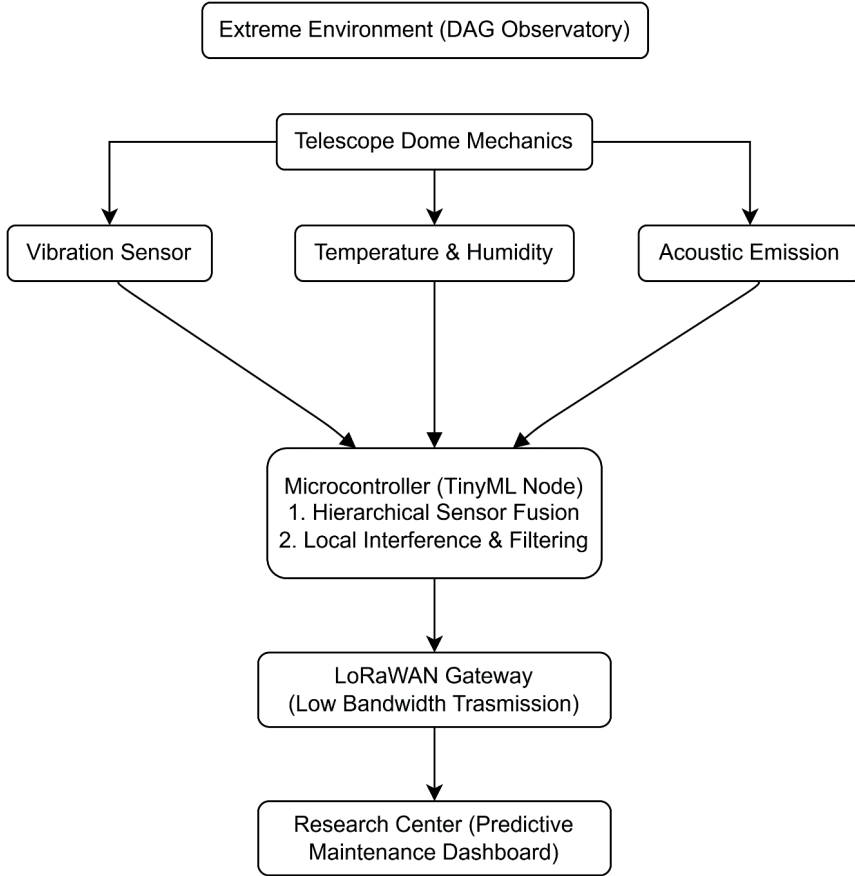 Extreme Environment (DAG Observatory)
Telescope Dome Mechanics
Vibration Sensor
Temperature & Humidity
Acoustic Emission
Microcontroller (TinyML Node)
1. Hierarchical Sensor Fusion
2. Local Interference & Filtering
LoRaWAN Gateway
(Low Bandwidth Trasmission)
Research Center (Predictive
Maintenance Dashboard)